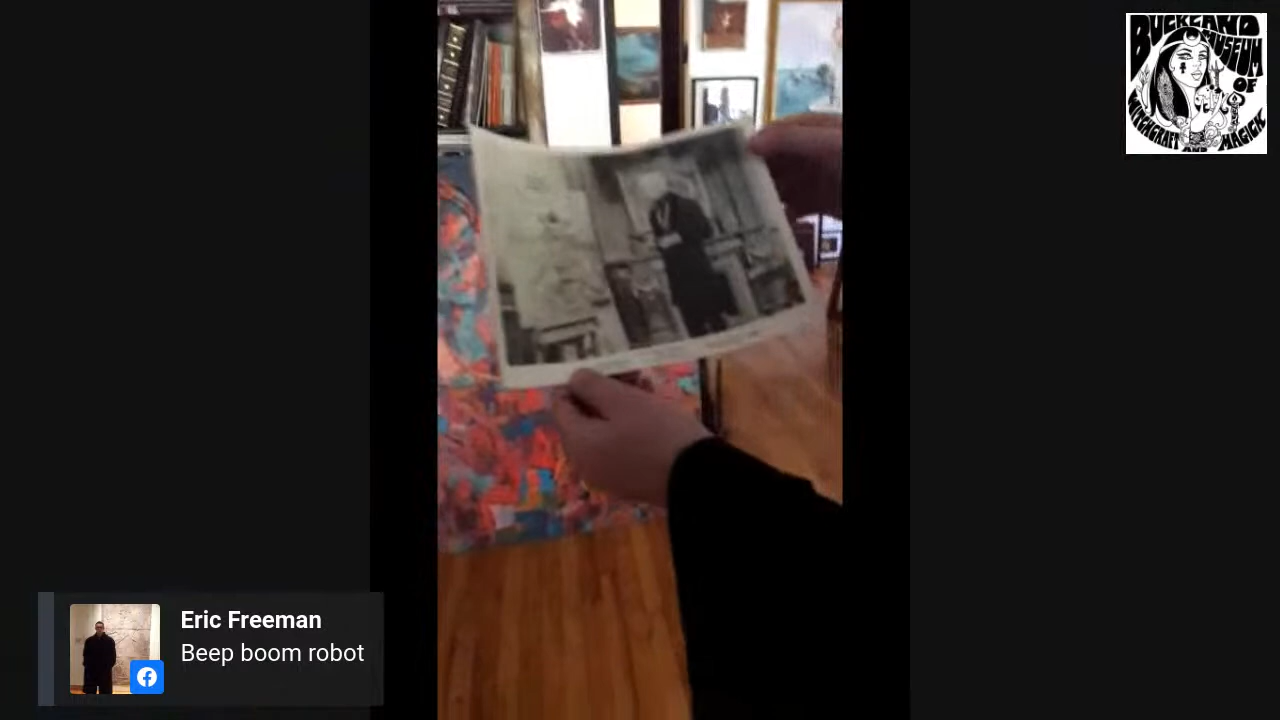 BUCKLAND
MUSEUM
OF
WITCHCRAFT
AND
MAGICK
Eric Freeman
Beep boom robot